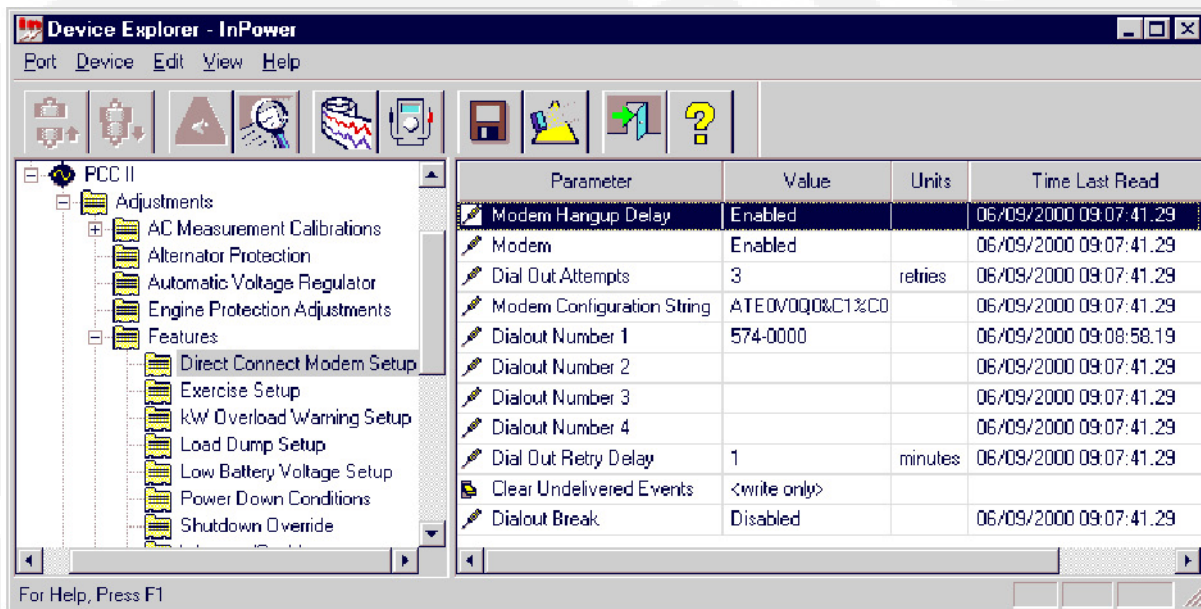 Device Explorer - InPower
Port Device Edit View Help
PCC II
Adjustments
AC Measurement Calibrations
Alternator Protection
Automatic Voltage Regulator
Engine Protection Adjustments
Features
Direct Connect Modem Setup
Exercise Setup
kW Overload Warning Setup
Load Dump Setup
Low Battery Voltage Setup
Power Down Conditions
Shutdown Override
Parameter Value Units Time Last Read
Modem Hangup Delay Enabled 06/09/2000 09:07:41.29
Modem Enabled 06/09/2000 09:07:41.29
Dial Out Attempts 3 retries 06/09/2000 09:07:41.29
Modem Configuration String ATE0V0Q0&C1%C0 06/09/2000 09:07:41.29
Dialout Number 1 574-0000 06/09/2000 09:08:58.19
Dialout Number 2 06/09/2000 09:07:41.29
Dialout Number 3 06/09/2000 09:07:41.29
Dialout Number 4 06/09/2000 09:07:41.29
Dial Out Retry Delay 1 minutes 06/09/2000 09:07:41.29
Clear Undelivered Events <write only>
Dialout Break Disabled 06/09/2000 09:07:41.29
For Help, Press F1